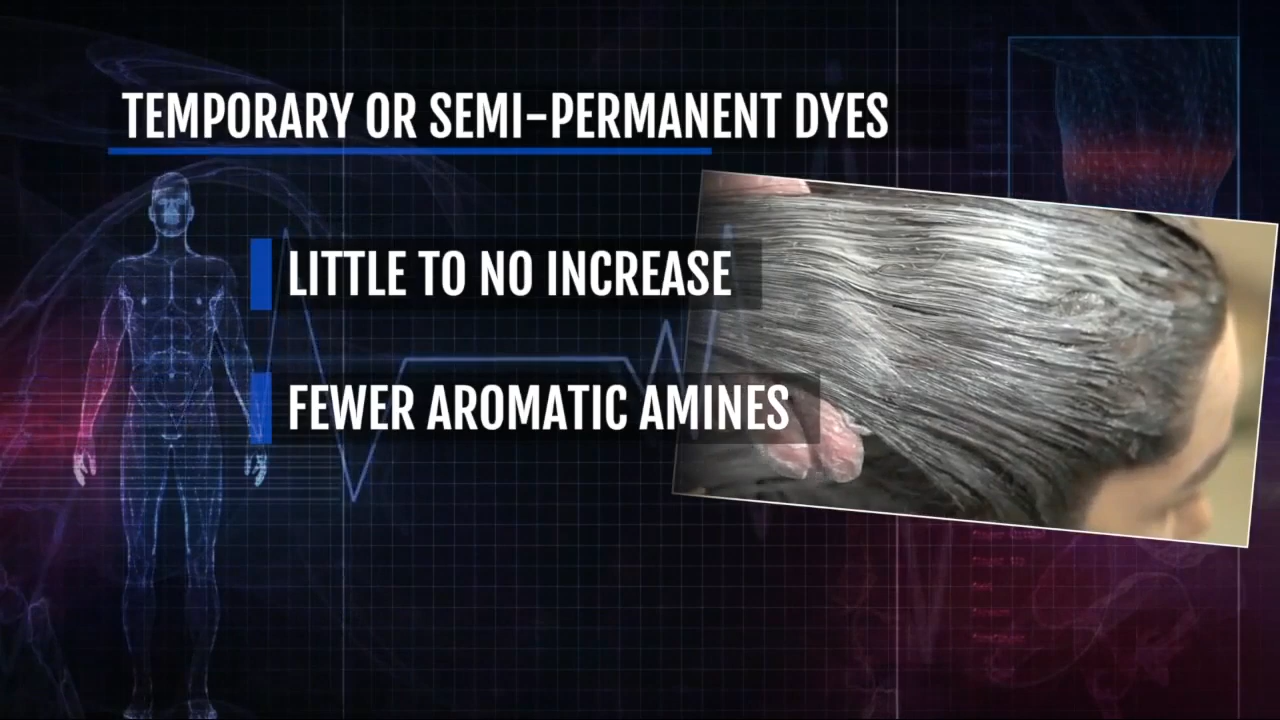 TEMPORARY OR SEMI-PERMANENT DYES
LITTLE TO NO INCREASE
FEWER AROMATIC AMINES